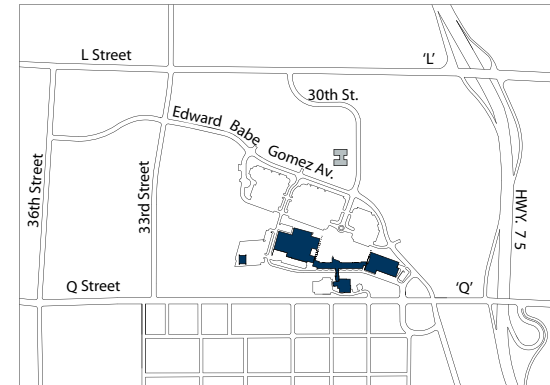 L Street
‘L’
30th St.
Edward Babe Gomez Av.
36th Street
33rd Street
HWY. 75
Q Street
‘Q’